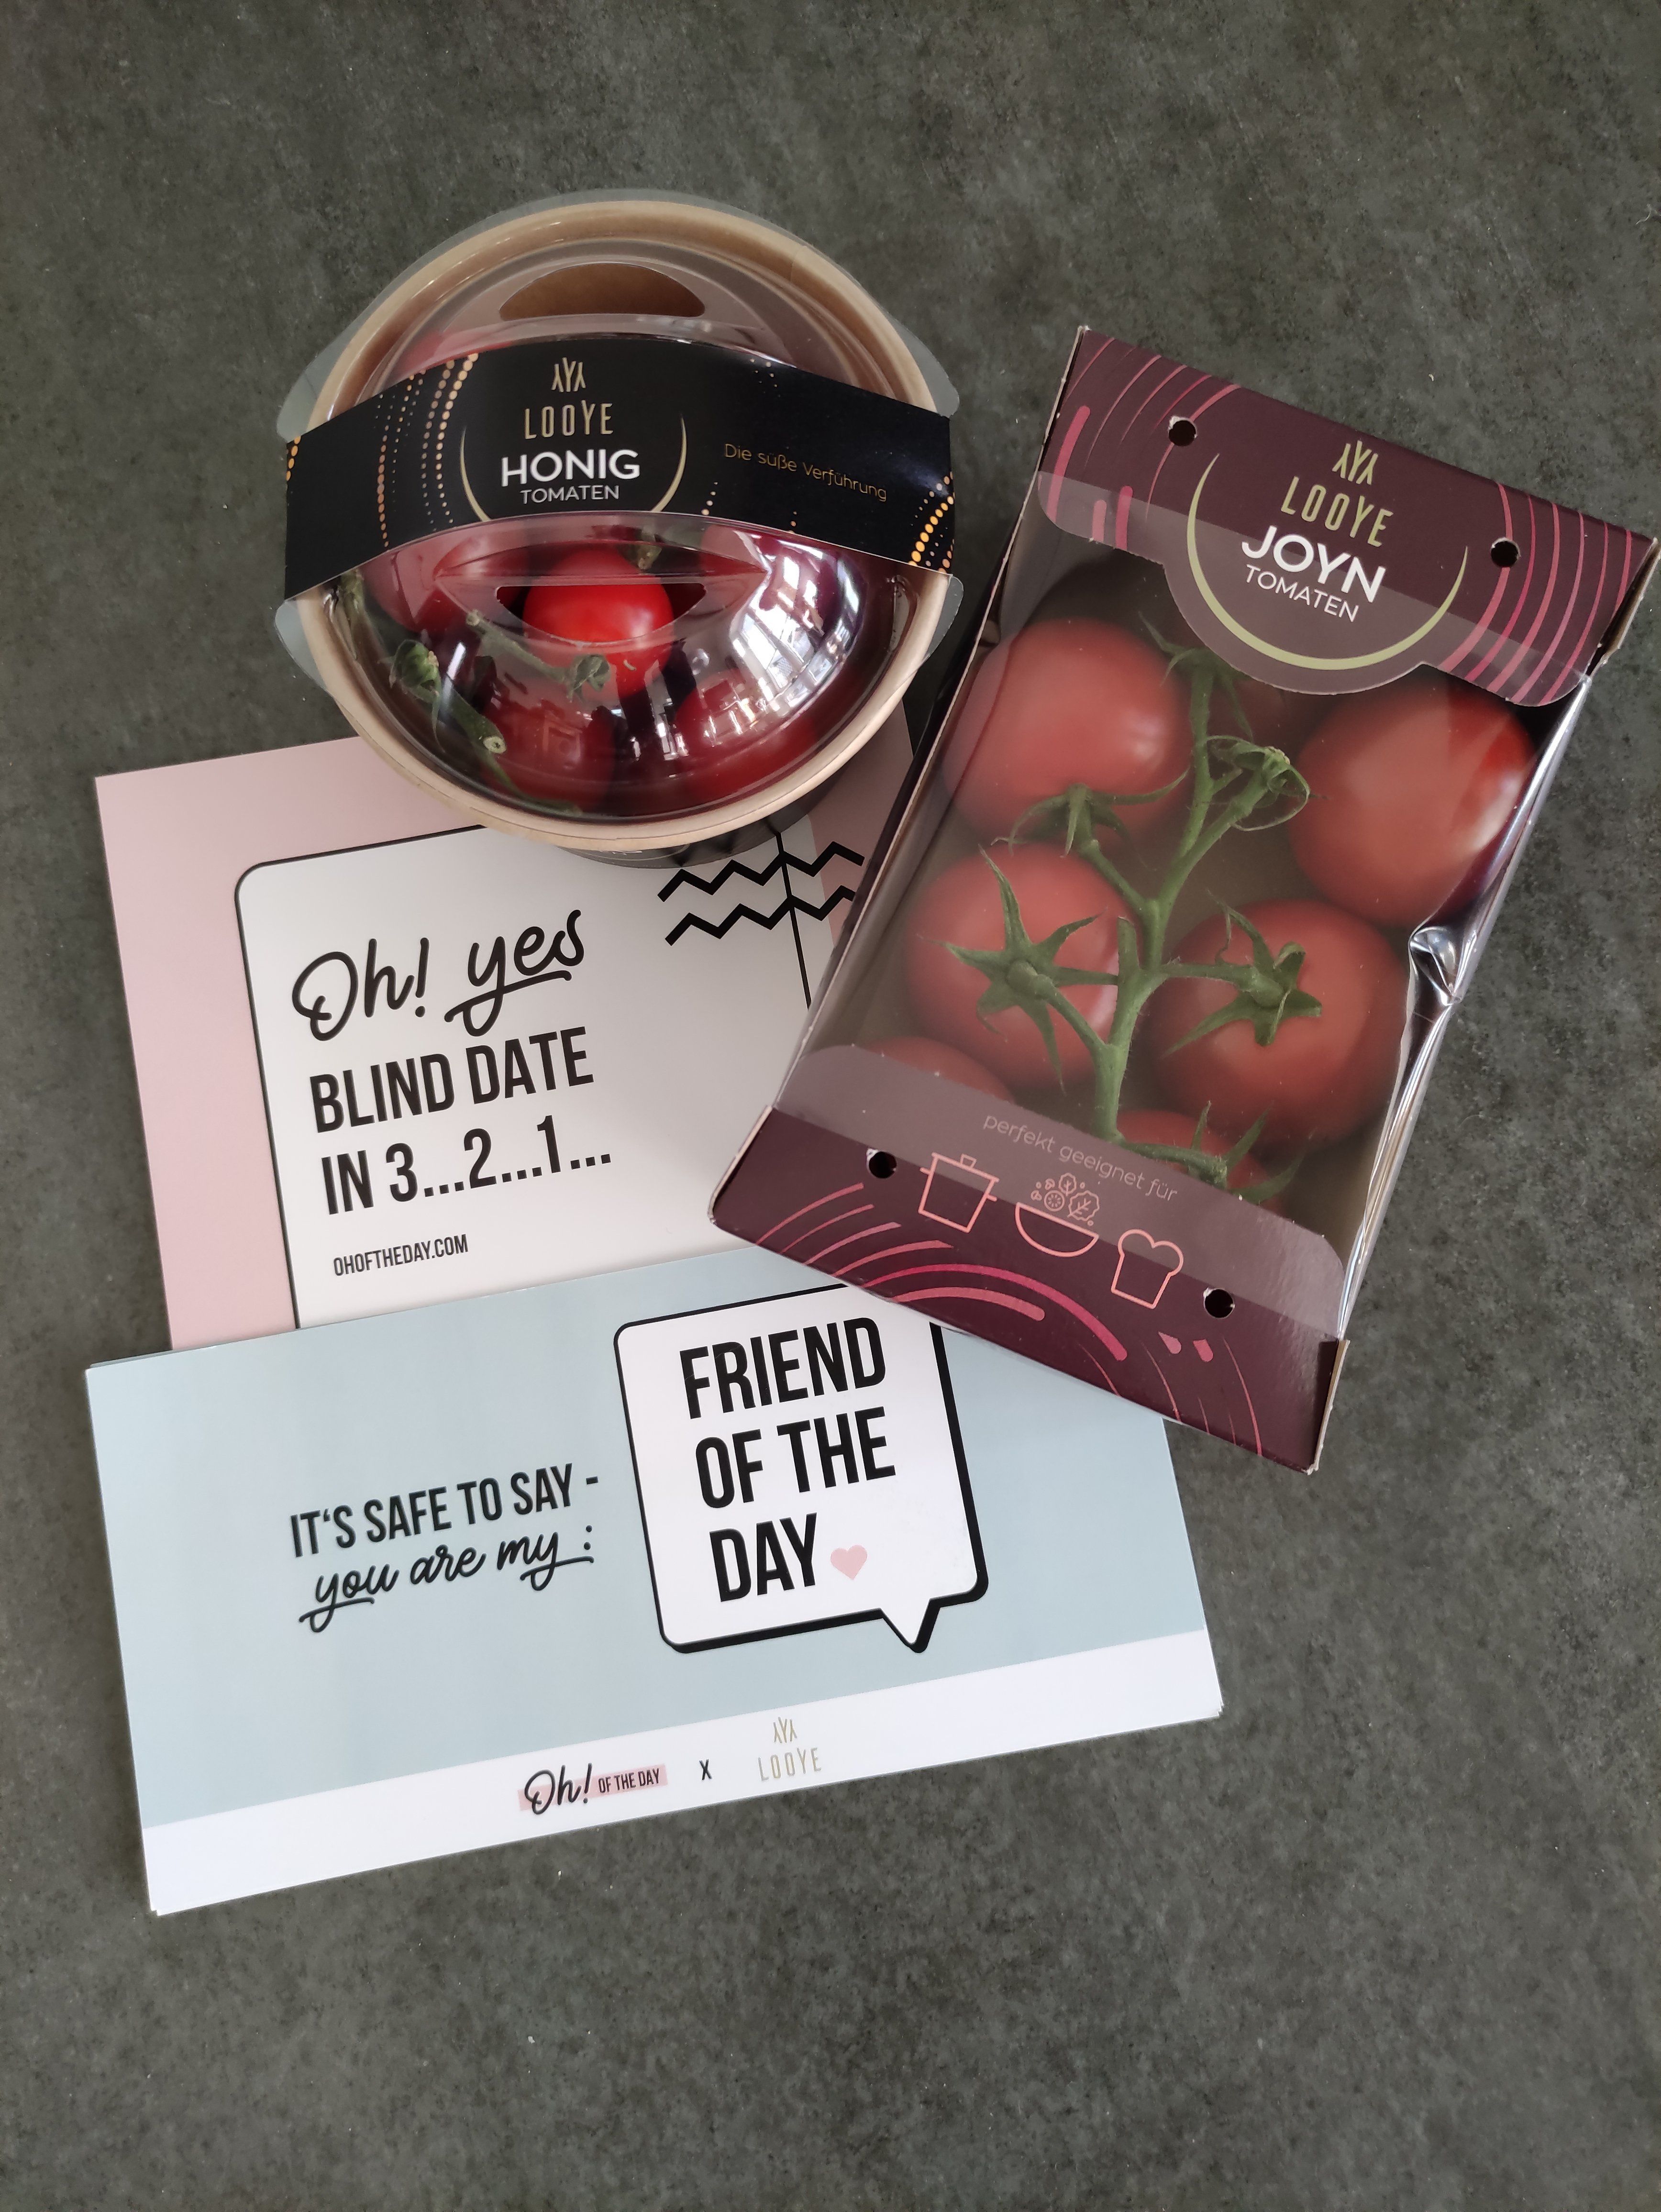 LOOYE
HONIG
TOMATEN
Die süße Verführung
LOOYE
JOYN
TOMATEN
perfekt geeignet für
Oh! yes
BLIND DATE
IN 3...2...1...
OHOFTHEDAY.COM
IT'S SAFE TO SAY -
you are my :
FRIEND
OF THE
DAY
Oh! OF THE DAY X LOOYE